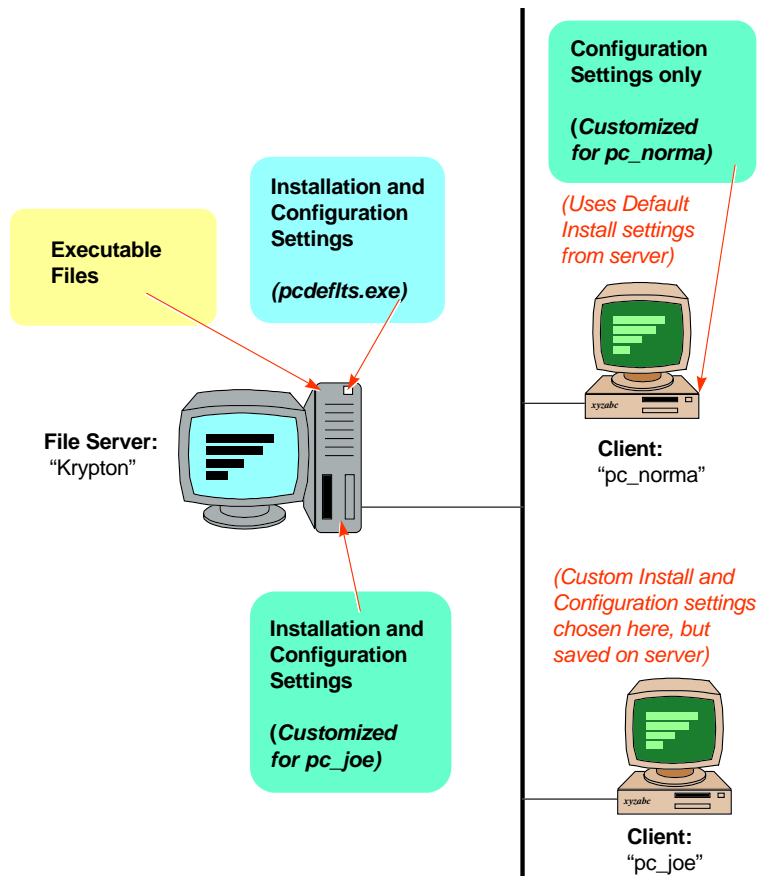 Configuration
Settings only
(Customized
for pc_norma)
Installation and
Configuration
Settings
(pcdeflts.exe)
(Uses Default
Install settings
from server)
Executable
Files
xyzabc
File Server:
“Krypton”
Client:
“pc_norma”
(Custom Install and
Configuration settings
chosen here, but
saved on server)
Installation and
Configuration
Settings
(Customized
for pc_joe)
xyzabc
Client:
“pc_joe”